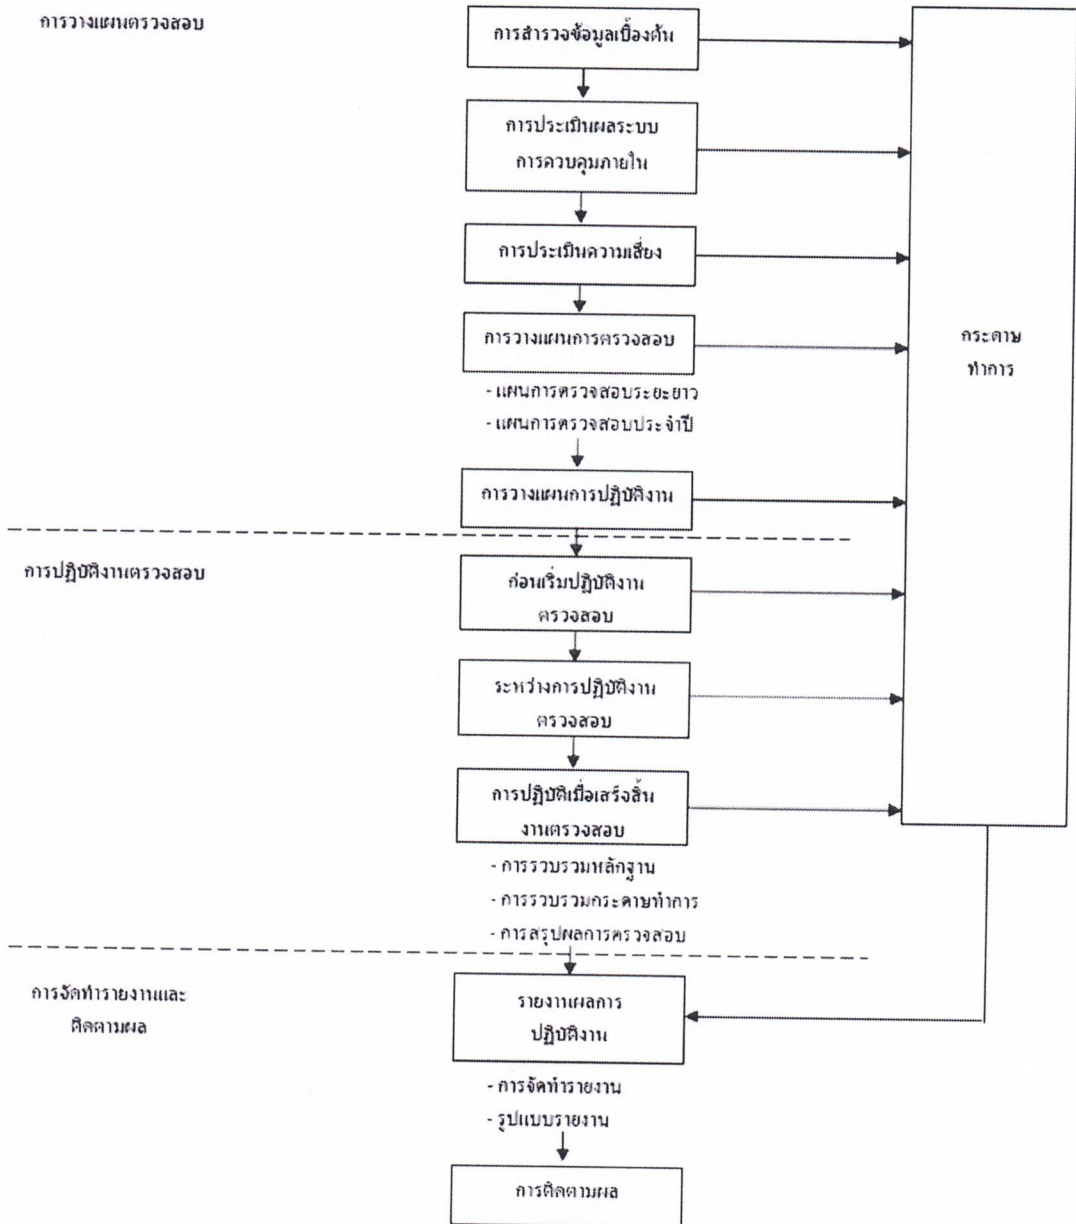 การวางแผนตรวจสอบ
การสำรวจข้อมูลเบื้องต้น
การประเมินผลระบบ
การควบคุมภายใน
การประเมินความเสี่ยง
การวางแผนการตรวจสอบ
- แผนการตรวจสอบระยะยาว
- แผนการตรวจสอบประจำปี
การวางแผนการปฏิบัติงาน
กระดาษ
ทำการ
การปฏิบัติงานตรวจสอบ
ก่อนเริ่มปฏิบัติงาน
ตรวจสอบ
ระหว่างการปฏิบัติงาน
ตรวจสอบ
การปฏิบัติเมื่อเสร็จสิ้น
งานตรวจสอบ
- การรวบรวมหลักฐาน
- การรวบรวมกระดาษทำการ
- การสรุปผลการตรวจสอบ
การจัดทำรายงานและ
ติดตามผล
รายงานผลการ
ปฏิบัติงาน
- การจัดทำรายงาน
- รูปแบบรายงาน
การติดตามผล